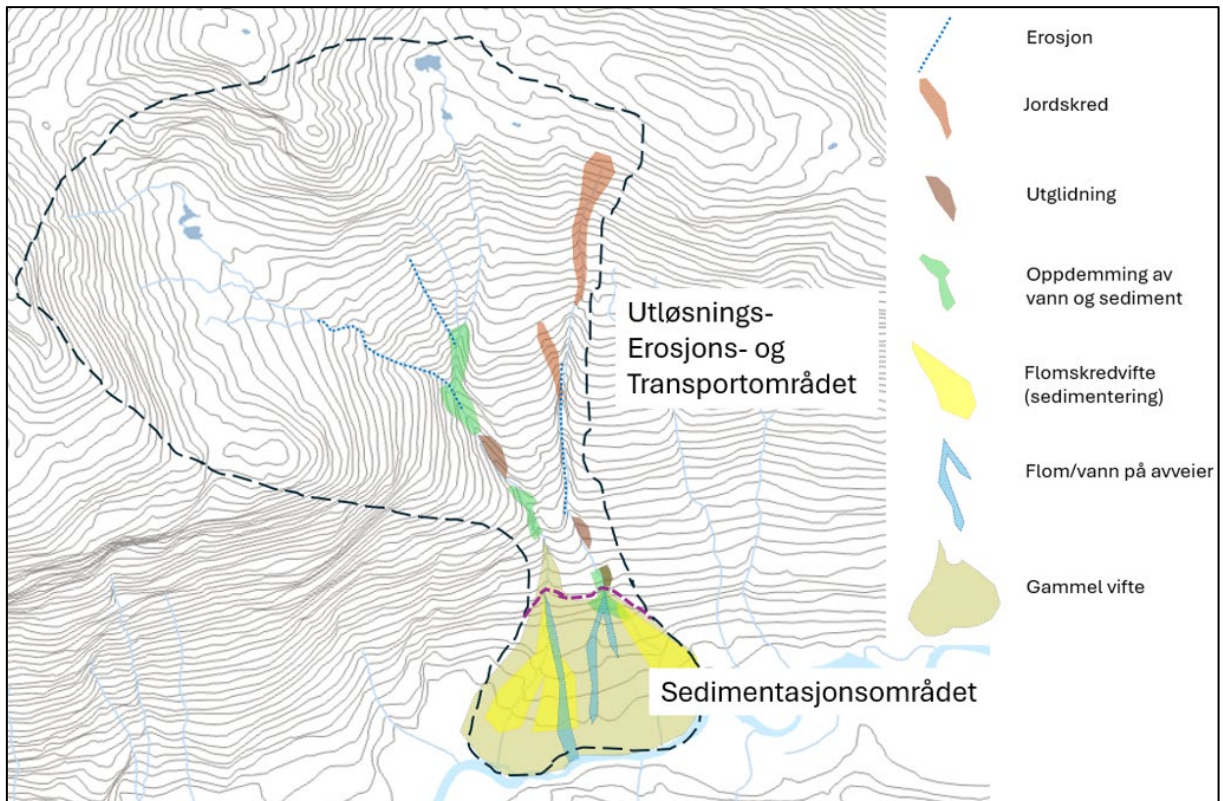 Erosjon
Jordskred
Utglidning
Oppdemming av
vann og sediment
Flomskredvifte
(sedimentering)
Flom/vann på avveier
Gammel vifte
Utløsnings-
Erosjons- og
Transportområdet
Sedimentasjonsområdet